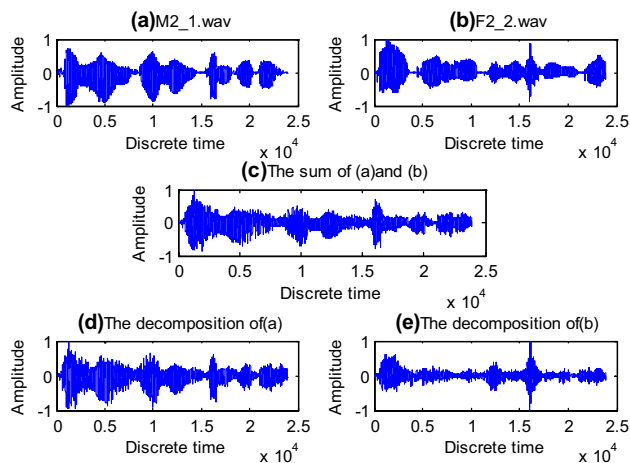 (a)M2_1.wav
(b)F2_2.wav
1
0
-1
Amplitude
0 0.5 1 1.5 2 2.5
Discrete time
x 10^4
1
0
-1
Amplitude
0 0.5 1 1.5 2 2.5
Discrete time
x 10^4
(c)The sum of (a)and (b)
1
0
-1
Amplitude
0 0.5 1 1.5 2 2.5
Discrete time
x 10^4
(d)The decomposition of(a)
(e)The decomposition of(b)
1
0
-1
Amplitude
0 0.5 1 1.5 2 2.5
Discrete time
x 10^4
1
0
-1
Amplitude
0 0.5 1 1.5 2 2.5
Discrete time
x 10^4